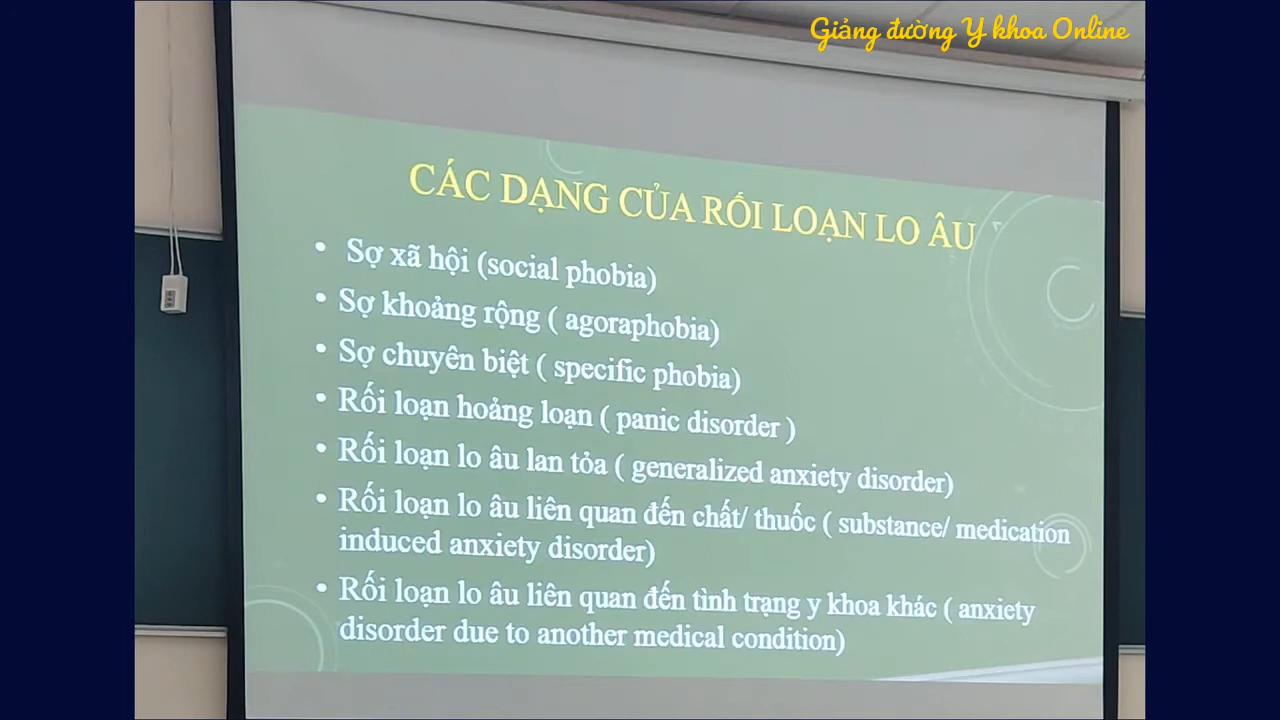 Giảng đường Y khoa Online
CÁC DẠNG CỦA RỐI LOẠN LO ÂU
• Sợ xã hội (social phobia)
• Sợ khoảng rộng ( agoraphobia)
• Sợ chuyên biệt ( specific phobia)
• Rối loạn hoảng loạn ( panic disorder )
• Rối loạn lo âu lan tỏa ( generalized anxiety disorder)
• Rối loạn lo âu liên quan đến chất/ thuốc ( substance/ medication
induced anxiety disorder)
• Rối loạn lo âu liên quan đến tình trạng y khoa khác ( anxiety
disorder due to another medical condition)